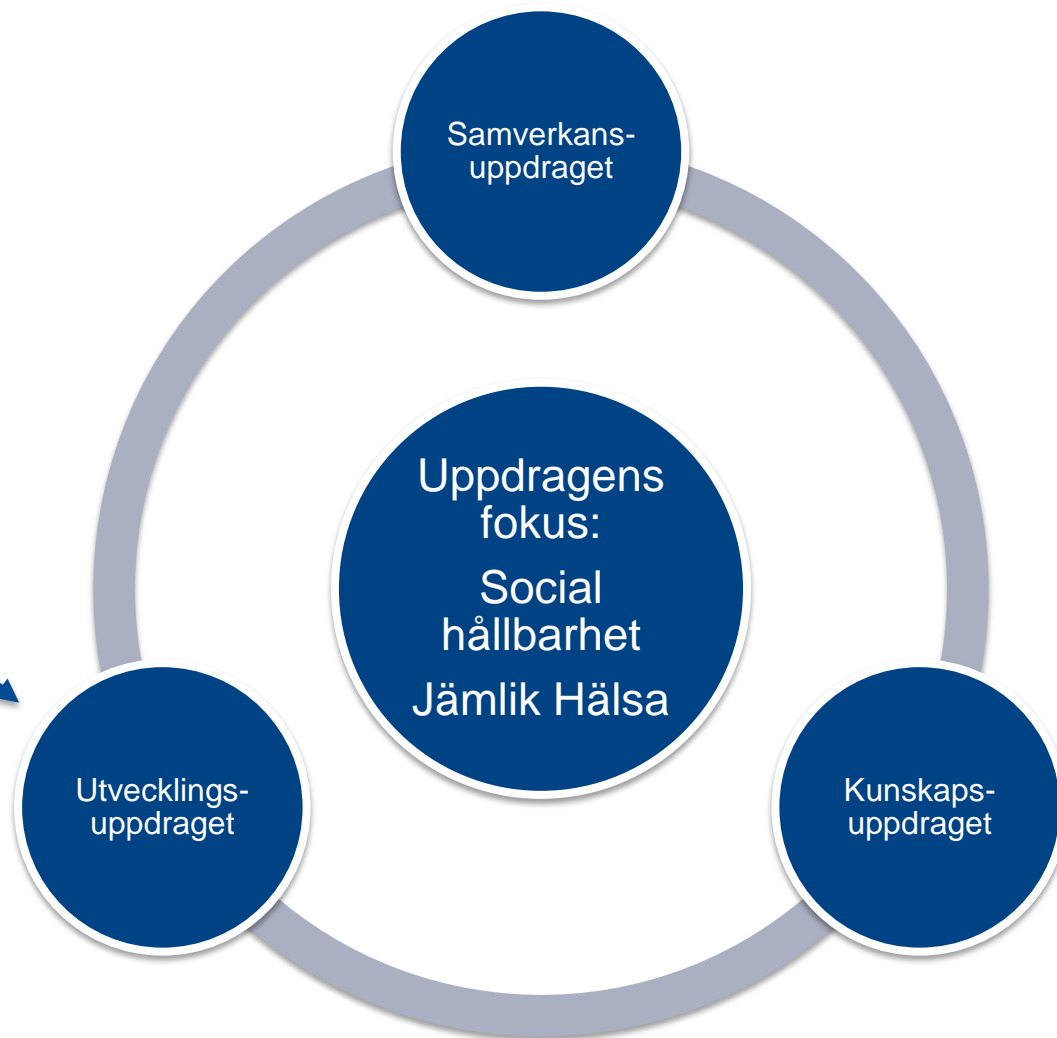 Samverkans-
uppdraget
Uppdragens
fokus:
Social
hållbarhet
Jämlik Hälsa
Utvecklings-
uppdraget
Kunskaps-
uppdraget